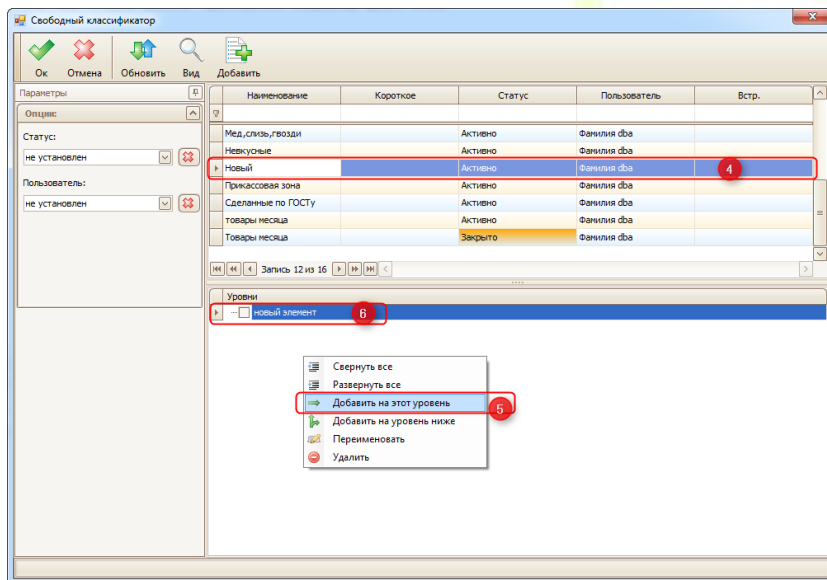 Свободный классификатор
Ок Отмена Обновить Вид Добавить
Параметры
Опции:
Статус:
не установлен
Пользователь:
не установлен
Наименование Короткое Статус Пользователь Встр.
Мед,слизь,гвозди Активно Фамилия dba
Невкусные Активно Фамилия dba
Новый Активно Фамилия dba 4
Прикассовая зона Активно Фамилия dba
Сделанные по ГОСТу Активно Фамилия dba
товары месяца Активно Фамилия dba
Товары месяца Закрыто Фамилия dba
Запись 12 из 16
Уровни
новый элемент 6
Свернуть все
Развернуть все
Добавить на этот уровень 5
Добавить на уровень ниже
Переименовать
Удалить